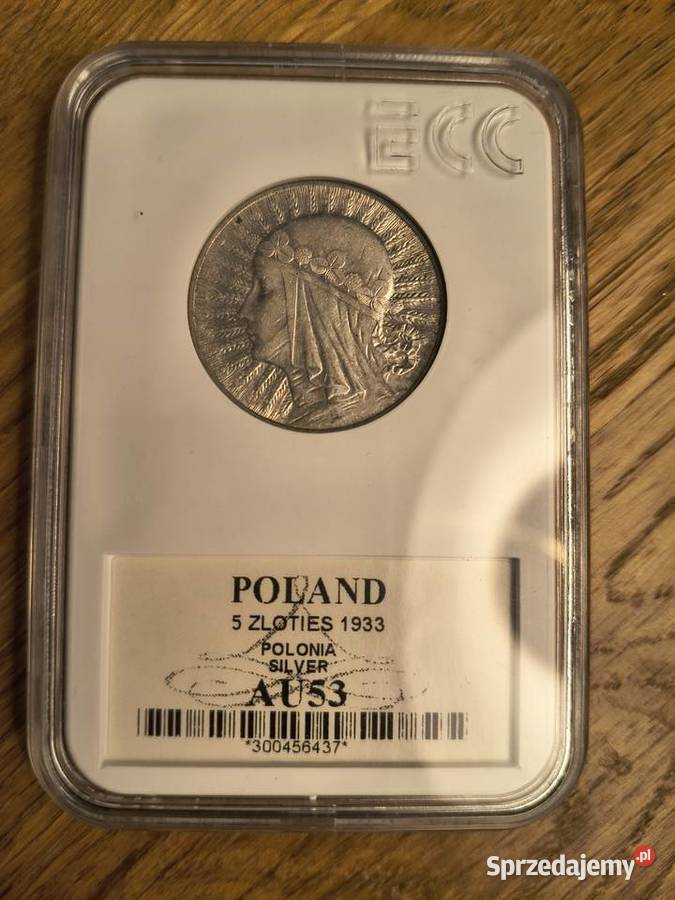 ECC
POLAND
5 ZLOTIES 1933
POLONIA
SILVER
AU53
*300456437*
Sprzedajemy.pl